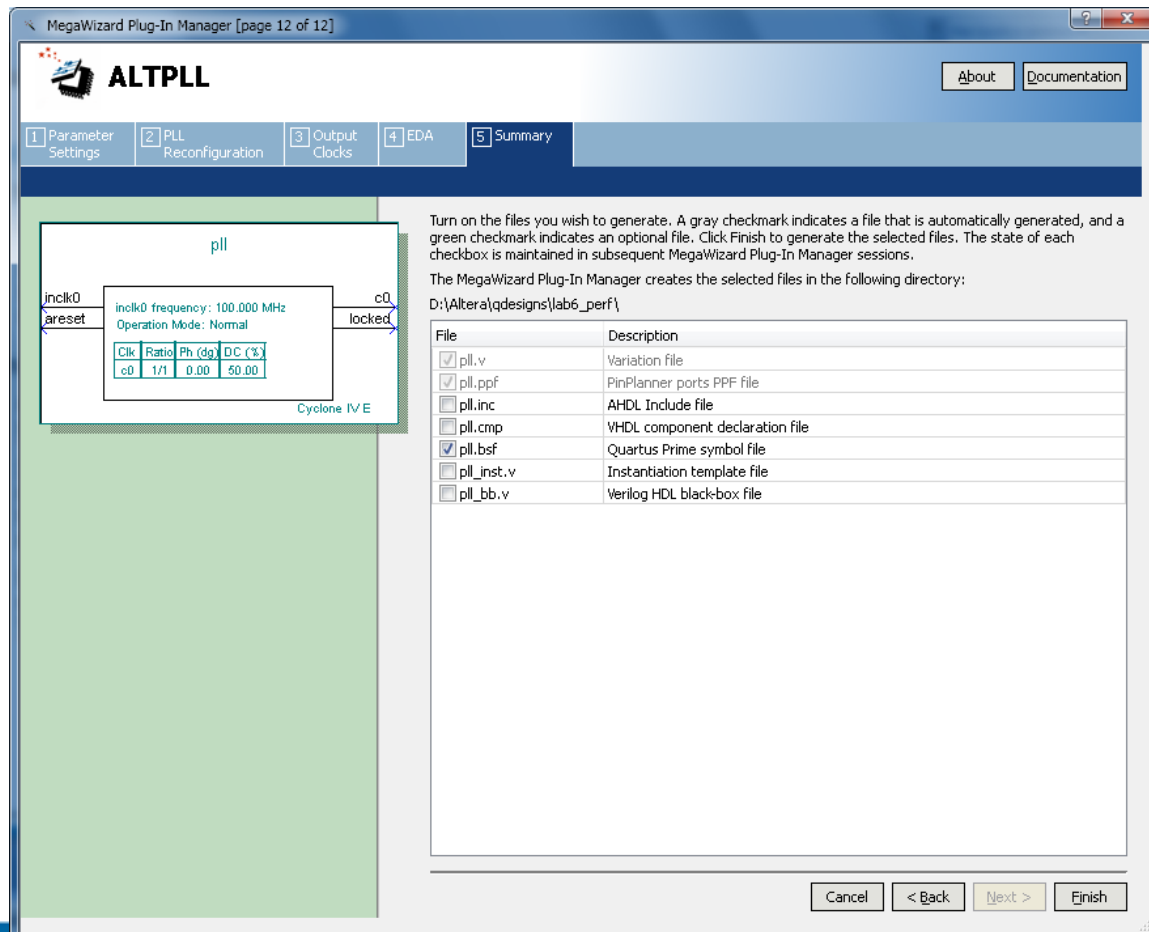 MegaWizard Plug-In Manager [page 12 of 12]
? X
ALTPLL
About
Documentation
1 Parameter Settings
2 PLL Reconfiguration
3 Output Clocks
4 EDA
5 Summary
pll
inclk0
areset
c0
locked
inclk0 frequency: 100.000 MHz
Operation Mode: Normal
Clk Ratio Ph (dg) DC (%)
c0 1/1 0.00 50.00
Cyclone IV E
Turn on the files you wish to generate. A gray checkmark indicates a file that is automatically generated, and a
green checkmark indicates an optional file. Click Finish to generate the selected files. The state of each
checkbox is maintained in subsequent MegaWizard Plug-In Manager sessions.
The MegaWizard Plug-In Manager creates the selected files in the following directory:
D:\Altera\qdesigns\lab6_perf\
File Description
pll.v Variation file
pll.ppf PinPlanner ports PPF file
pll.inc AHDL Include file
pll.cmp VHDL component declaration file
pll.bsf Quartus Prime symbol file
pll_inst.v Instantiation template file
pll_bb.v Verilog HDL black-box file
Cancel
< Back
Next >
Finish